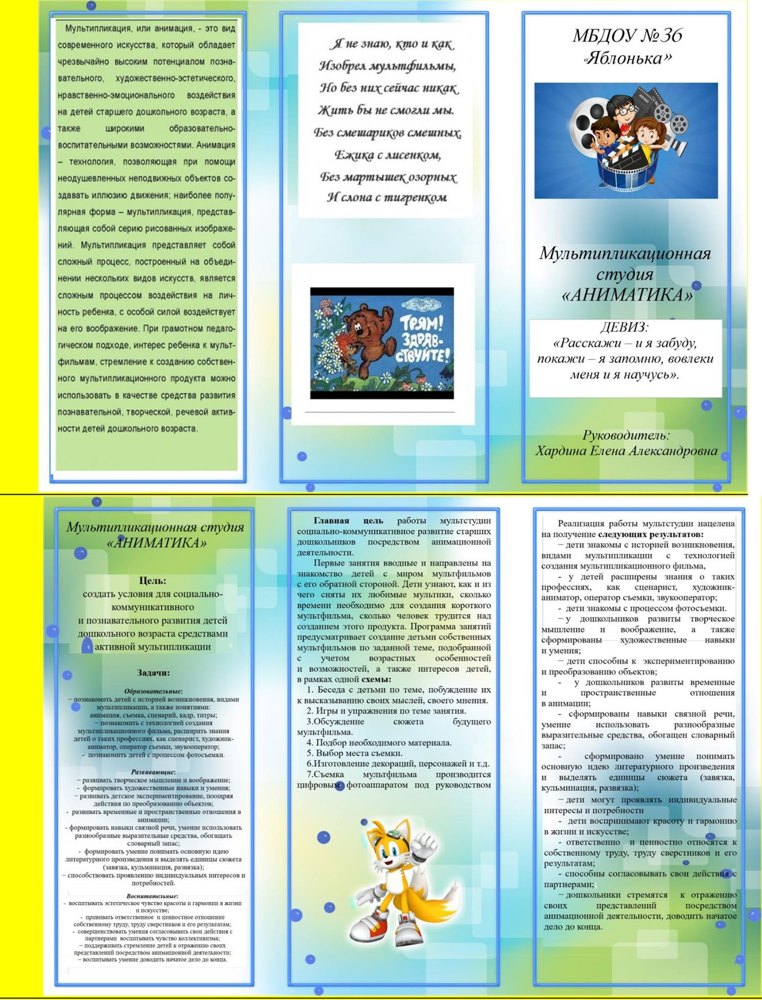 Мультипликация, или анимация, - это вид
современного искусства, который обладает
чрезвычайно высоким потенциалом позна-
вательного, художественно-эстетического,
нравственно-эмоционального воздействия
на детей старшего дошкольного возраста, а
также широкими образовательно-
воспитательными возможностями. Анимация
– технология, позволяющая при помощи
неодушевленных неподвижных объектов со-
здавать иллюзию движения; наиболее попу-
лярная форма – мультипликация, представ-
ляющая собой серию рисованных изображе-
ний. Мультипликация представляет собой
сложный процесс, построенный на объеди-
нении нескольких видов искусств, является
сложным процессом воздействия на лич-
ность ребенка, с особой силой воздействует
на его воображение. При грамотном педаго-
гическом подходе, интерес ребенка к мульт-
фильмам, стремление к созданию собствен-
ного мультипликационного продукта можно
использовать в качестве средства развития
познавательной, творческой, речевой актив-
ности детей дошкольного возраста.
Я не знаю, кто и как
Изобрел мультфильмы,
Но без них сейчас никак
Жить бы не смогли мы.
Без смешариков смешных,
Ежика с лисенком,
Без мартышек озорных
И слона с тигренком
ТРЯМ!
ЗДРАВ-
СТВУЙТЕ!
МБДОУ №36
«Яблонька»
Мультипликационная
студия
«АНИМАТИКА»
ДЕВИЗ:
«Расскажи – и я забуду,
покажи – я запомню, вовлеки
меня и я научусь».
Руководитель:
Хардина Елена Александровна
Мультипликационная студия
«АНИМАТИКА»
Цель:
создать условия для социально-
коммуникативного
и познавательного развития детей
дошкольного возраста средствами
активной мультипликации
Задачи:
Образовательные:
− познакомить детей с историей возникновения, видами
мультипликации, а также понятиями:
анимация, съемка, сценарий, кадр, титры;
− познакомить с технологией создания
мультипликационного фильма, расширить знания
детей о таких профессиях, как сценарист, художник-
аниматор, оператор съемки, звукооператор;
- познакомить детей с процессом фотосъемки.
Развивающие:
− развивать творческое мышление и воображение;
- формировать художественные навыки и умения;
− развивать детское экспериментирование, поощряя
действия по преобразованию объектов;
- развивать временные и пространственные отношения в
анимации;
- формировать навыки связной речи, умение использовать
разнообразные выразительные средства, обогащать
словарный запас;
- формировать умение понимать основную идею
литературного произведения и выделять единицы сюжета
(завязка, кульминация, развязка);
− способствовать проявлению индивидуальных интересов и
потребностей.
Воспитательные:
- воспитывать эстетическое чувство красоты и гармонии в жизни
и искусстве;
- прививать ответственное и ценностное отношение
собственному труду, труду сверстников и его результатам;
- совершенствовать умения согласовывать свои действия с
партнерами воспитывать чувство коллективизма;
− поддерживать стремление детей к отражению своих
представлений посредством анимационной деятельности;
− воспитывать умение доводить начатое дело до конца.
Главная цель работы мультстудии
социально-коммуникативное развитие старших
дошкольников посредством анимационной
деятельности.
Первые занятия вводные и направлены на
знакомство детей с миром мультфильмов
с его обратной стороной. Дети узнают, как и из
чего сняты их любимые мультики, сколько
времени необходимо для создания короткого
мультфильма, сколько человек трудится над
созданием этого продукта. Программа занятий
предусматривает создание детьми собственных
мультфильмов по заданной теме, подобранной
с учетом возрастных особенностей
и возможностей, а также интересов детей,
в рамках одной схемы:
1. Беседа с детьми по теме, побуждение их
к высказыванию своих мыслей, своего мнения.
2. Игры и упражнения по теме занятия.
3.Обсуждение сюжета будущего
мультфильма.
4. Подбор необходимого материала.
5. Выбор места съемки.
6.Изготовление декораций, персонажей и т.д.
7.Съемка мультфильма производится
цифровым фотоаппаратом под руководством
Реализация работы мультстудии нацелена
на получение следующих результатов:
− дети знакомы с историей возникновения,
видами мультипликации с технологией
создания мультипликационного фильма,
- у детей расширены знания о таких
профессиях, как сценарист, художник-
аниматор, оператор съемки, звукооператор;
- дети знакомы с процессом фотосъемки.
− у дошкольников развиты творческое
мышление и воображение, а также
сформированы художественные навыки
и умения;
− дети способны к экспериментированию
и преобразованию объектов;
- у дошкольников развиты временные
и пространственные отношения
в анимации;
- сформированы навыки связной речи,
умение использовать разнообразные
выразительные средства, обогащен словарный
запас;
- сформировано умение понимать
основную идею литературного произведения
и выделять единицы сюжета (завязка,
кульминация, развязка);
− дети могут проявлять индивидуальные
интересы и потребности
- дети воспринимают красоту и гармонию
в жизни и искусстве;
- ответственно и ценностно относятся к
собственному труду, труду сверстников и его
результатам;
- способны согласовывать свои действия с
партнерами;
− дошкольники стремятся к отражению
своих представлений посредством
анимационной деятельности, доводить начатое
дело до конца.